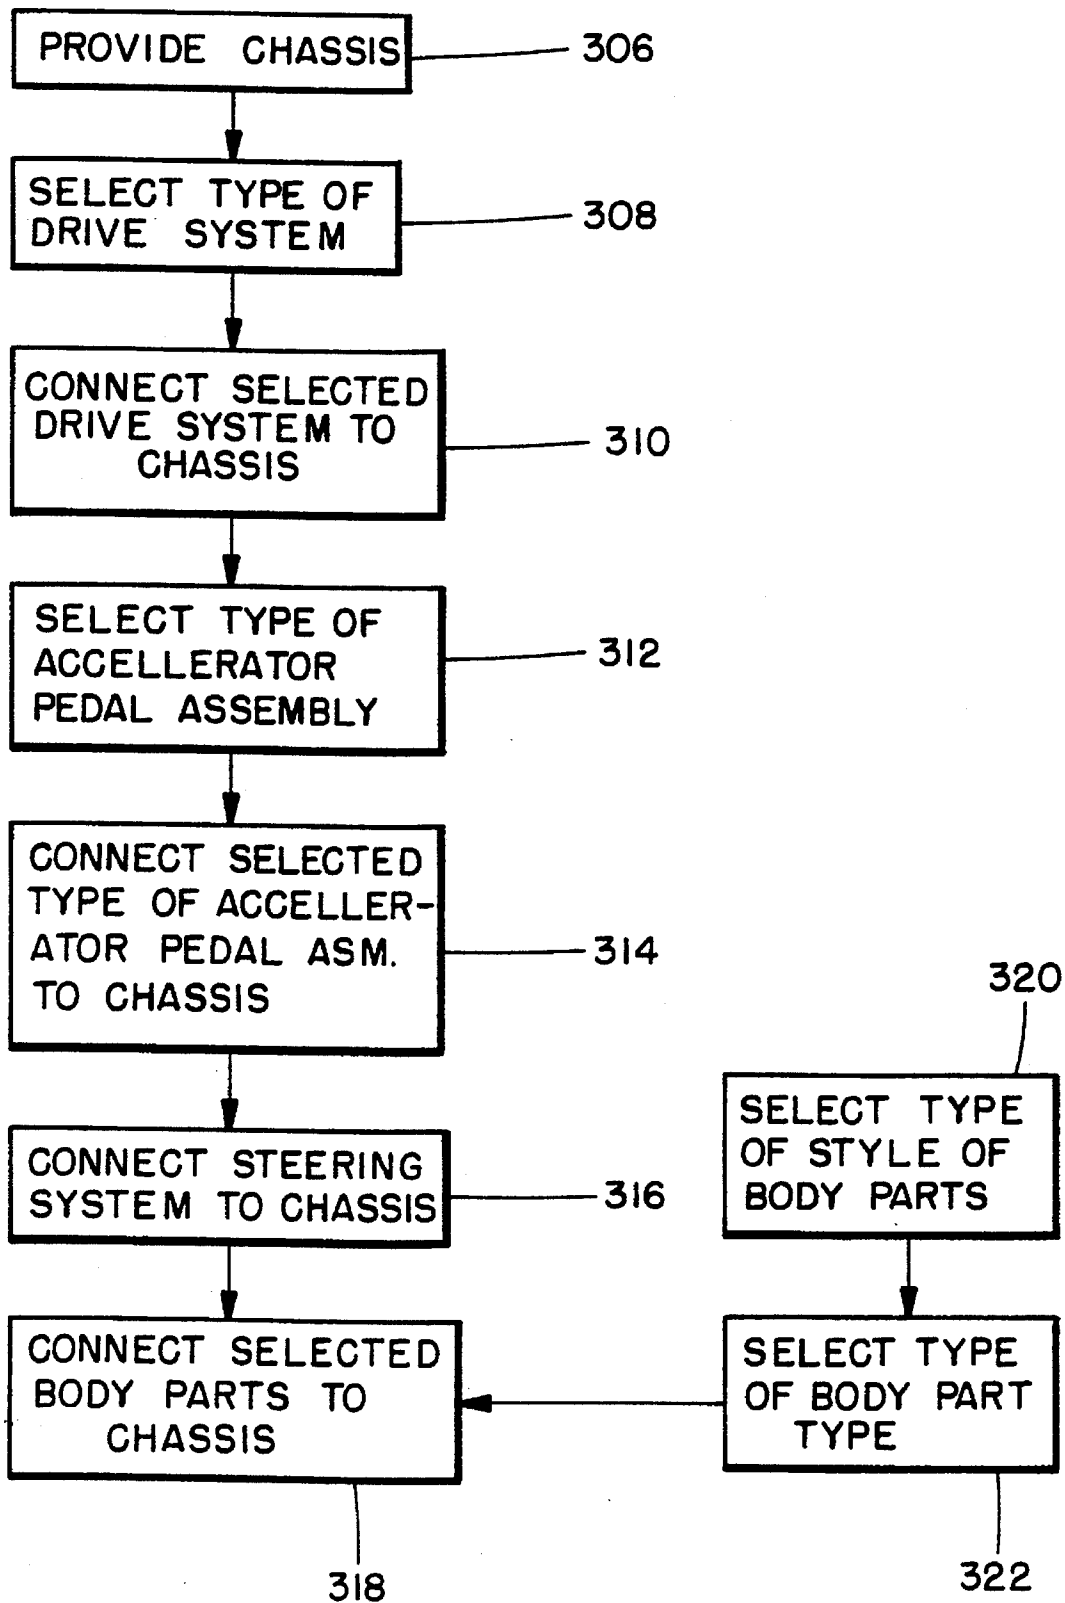 PROVIDE CHASSIS
306
SELECT TYPE OF
DRIVE SYSTEM
308
CONNECT SELECTED
DRIVE SYSTEM TO
CHASSIS
310
SELECT TYPE OF
ACCELLERATOR
PEDAL ASSEMBLY
312
CONNECT SELECTED
TYPE OF ACCELLER-
ATOR PEDAL ASM.
TO CHASSIS
314
CONNECT STEERING
SYSTEM TO CHASSIS
316
CONNECT SELECTED
BODY PARTS TO
CHASSIS
318
320
SELECT TYPE
OF STYLE OF
BODY PARTS
SELECT TYPE
OF BODY PART
TYPE
322